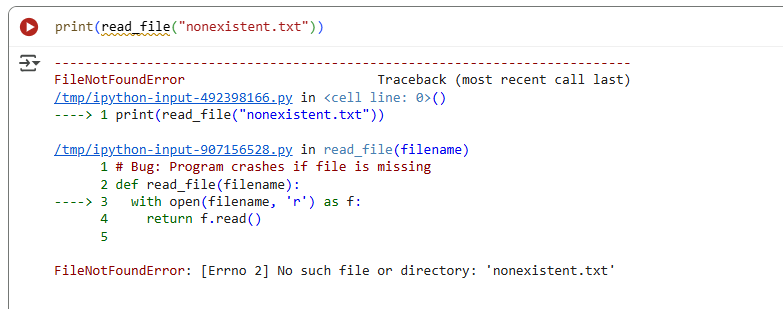 print(read_file("nonexistent.txt"))
---------------------------------------------------------------------------
FileNotFoundError                         Traceback (most recent call last)
/tmp/ipython-input-492398166.py in <cell line: 0>()
----> 1 print(read_file("nonexistent.txt"))
/tmp/ipython-input-907156528.py in read_file(filename)
      1 # Bug: Program crashes if file is missing
      2 def read_file(filename):
----> 3   with open(filename, 'r') as f:
      4     return f.read()
      5
FileNotFoundError: [Errno 2] No such file or directory: 'nonexistent.txt'